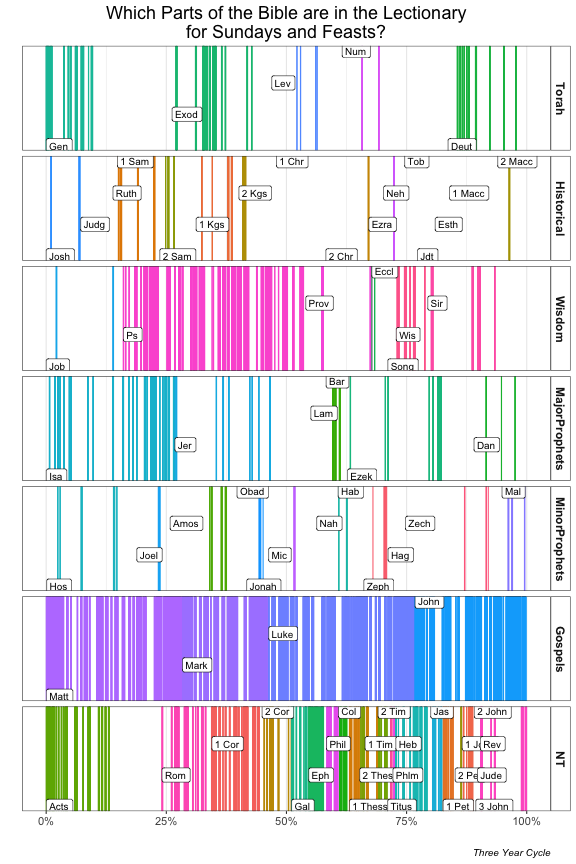 Which Parts of the Bible are in the Lectionary
for Sundays and Feasts?
Num
Lev
Exod
Gen
Deut
Torah
1 Sam
1 Chr
Tob
2 Macc
Ruth
2 Kgs
Neh
1 Macc
Judg
1 Kgs
Ezra
Esth
Josh
2 Sam
2 Chr
Jdt
Historical
Eccl
Prov
Sir
Ps
Wis
Job
Song
Wisdom
Bar
Lam
Jer
Dan
Isa
Ezek
MajorProphets
Obad
Hab
Mal
Amos
Nah
Zech
Joel
Mic
Hag
Hos
Jonah
Zeph
MinorProphets
John
Luke
Mark
Matt
Gospels
2 Cor
Col
2 Tim
Jas
2 John
1 Cor
Phil
1 Tim
Heb
1 J
Rev
Rom
Eph
2 Thes
Phlm
2 Pe
Jude
Acts
Gal
1 Thess
Titus
1 Pet
3 John
NT
0%
25%
50%
75%
100%
Three Year Cycle